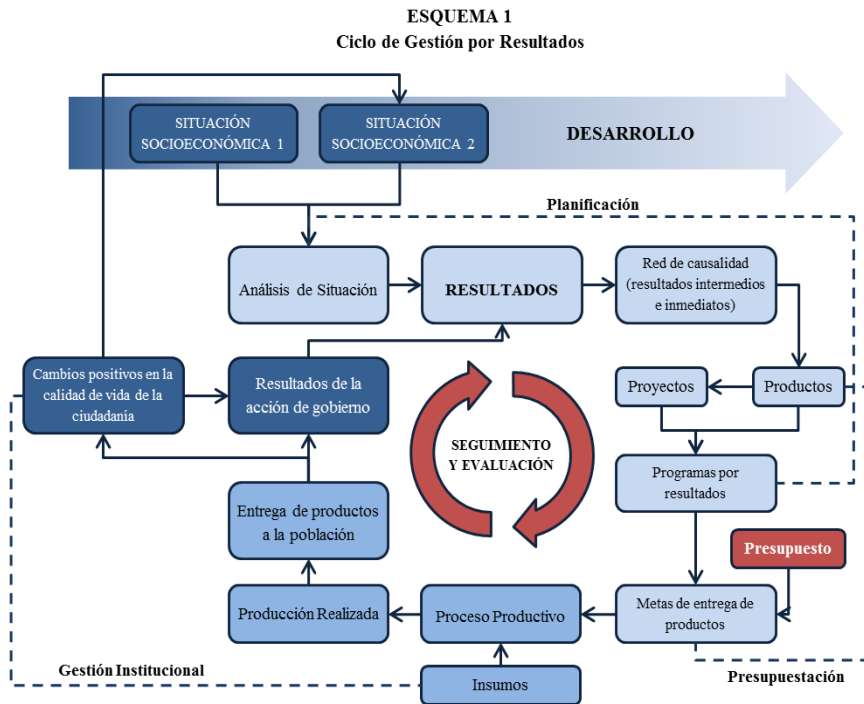 ESQUEMA 1
Ciclo de Gestión por Resultados
SITUACIÓN
SOCIOECONÓMICA 1
SITUACIÓN
SOCIOECONÓMICA 2
DESARROLLO
Planificación
Análisis de Situación
RESULTADOS
Red de causalidad
(resultados intermedios
e inmediatos)
Cambios positivos en la
calidad de vida de la
ciudadanía
Resultados de la
acción de gobierno
Proyectos
Productos
SEGUIMIENTO
Y EVALUACIÓN
Programas por
resultados
Entrega de productos
a la población
Presupuesto
Producción Realizada
Proceso Productivo
Metas de entrega de
productos
Gestión Institucional
Insumos
Presupuestación